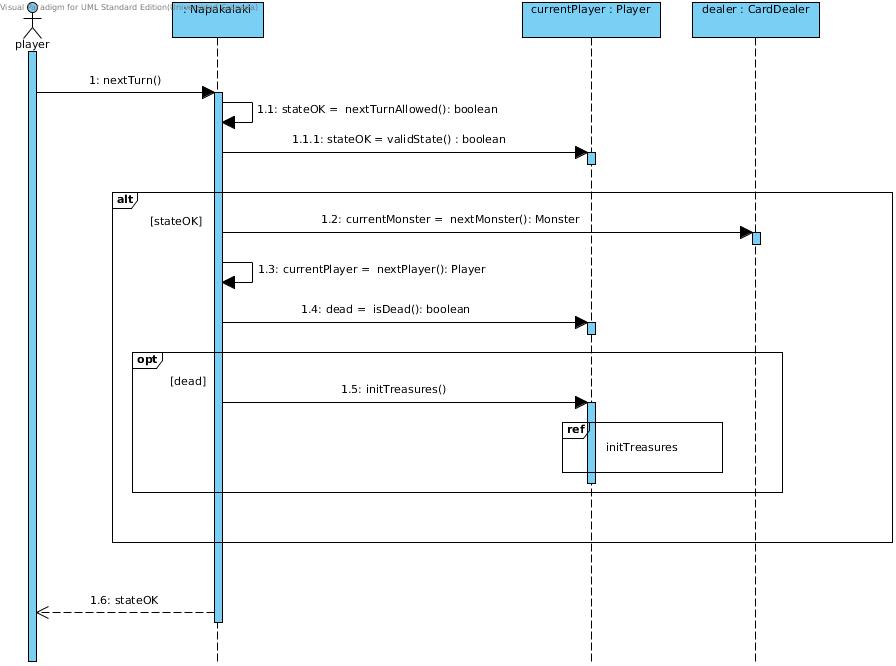 Visual Paradigm for UML Standard Edition(
: Napakalaki
currentPlayer : Player
dealer : CardDealer
player
1: nextTurn()
1.1: stateOK = nextTurnAllowed(): boolean
1.1.1: stateOK = validState() : boolean
alt
[stateOK]
1.2: currentMonster = nextMonster(): Monster
1.3: currentPlayer = nextPlayer(): Player
1.4: dead = isDead(): boolean
opt
[dead]
1.5: initTreasures()
ref
initTreasures
1.6: stateOK